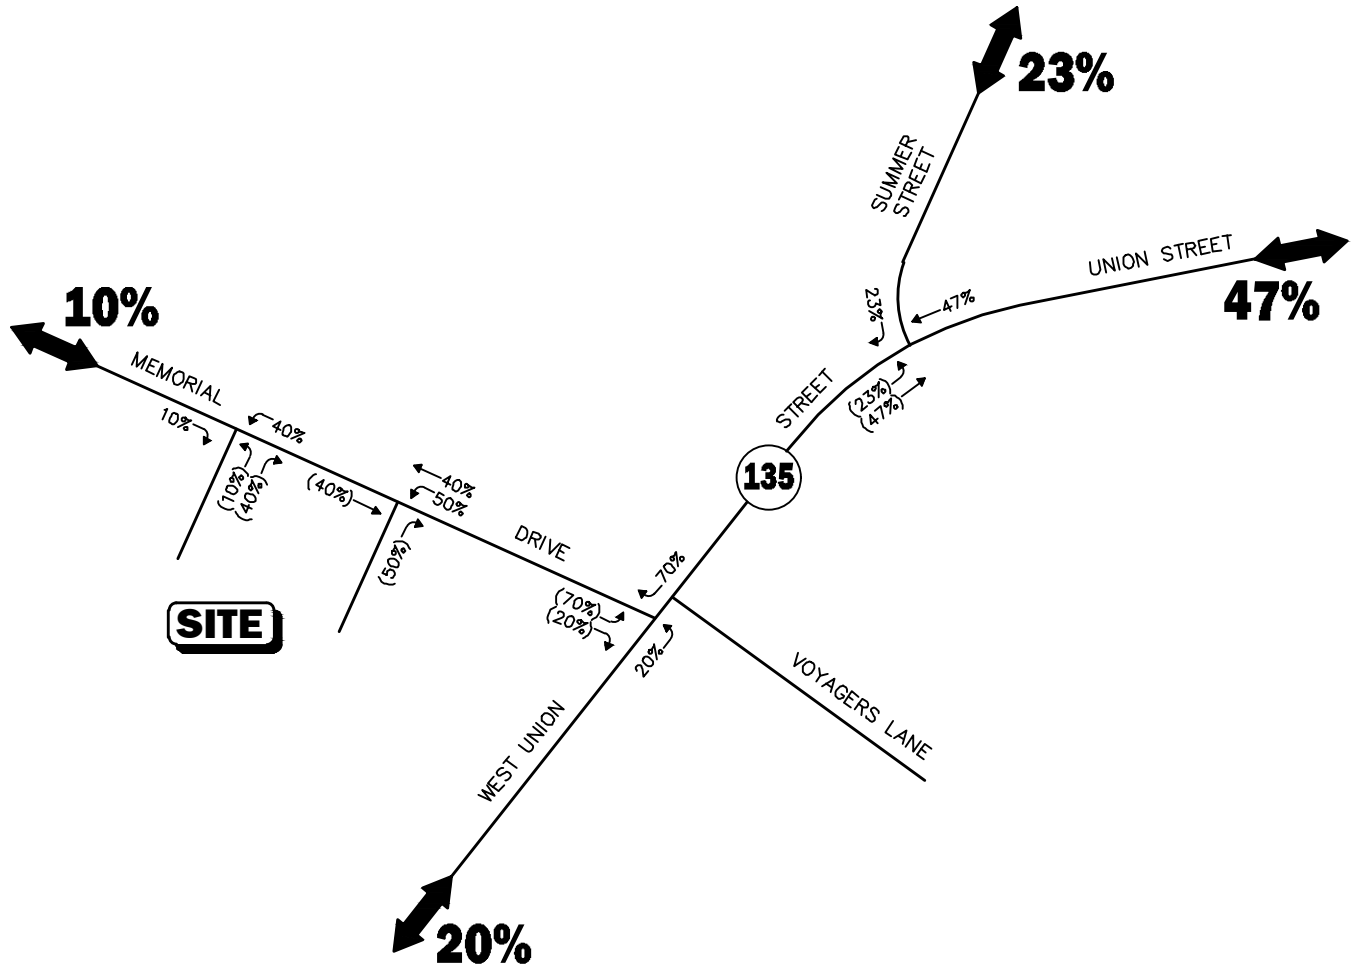 23%
SUMMER
STREET
UNION STREET
47%
23%
47%
10%
MEMORIAL
STREET
(23%)
(47%)
10%
40%
135
(10%)
(40%)
(40%)
40%
50%
DRIVE
(50%)
70%
(70%)
(20%)
20%
SITE
VOYAGERS LANE
WEST UNION
20%